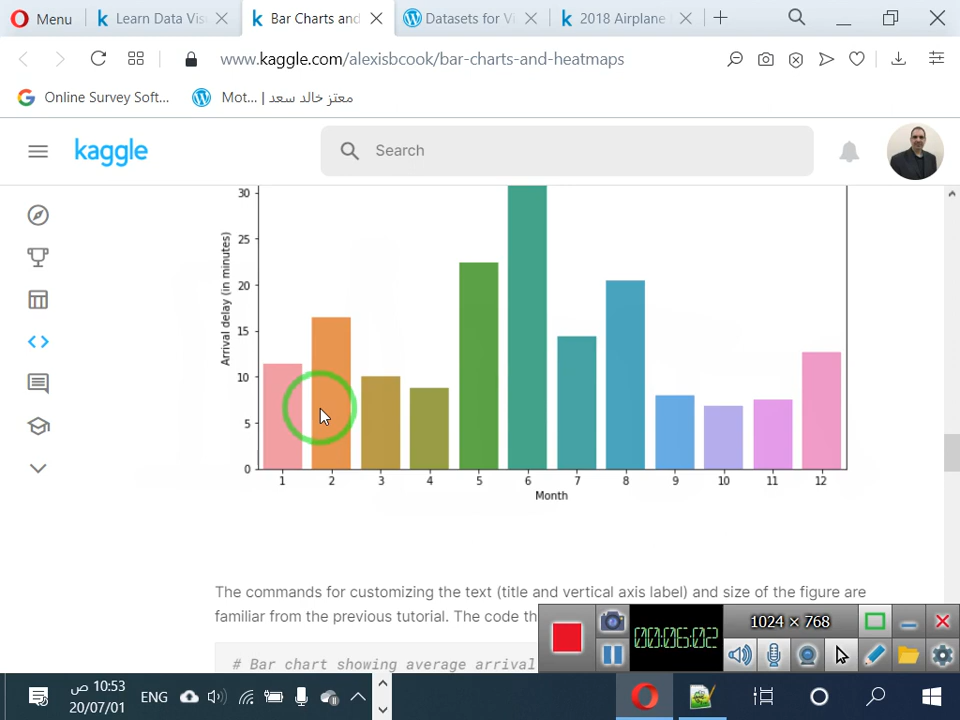 Menu
Learn Data Vis
Bar Charts and
Datasets for Vi
2018 Airplane
www.kaggle.com/alexisbcook/bar-charts-and-heatmaps
Online Survey Soft...
Mot... | معتز خالد سعد
kaggle
Search
Arrival delay (in minutes)
30
25
20
15
10
5
0
1 2 3 4 5 6 7 8 9 10 11 12
Month
The commands for customizing the text (title and vertical axis label) and size of the figure are
familiar from the previous tutorial. The code th
# Bar chart showing average arrival
00:06:02
1024 × 768
10:53 ص
20/07/01
ENG